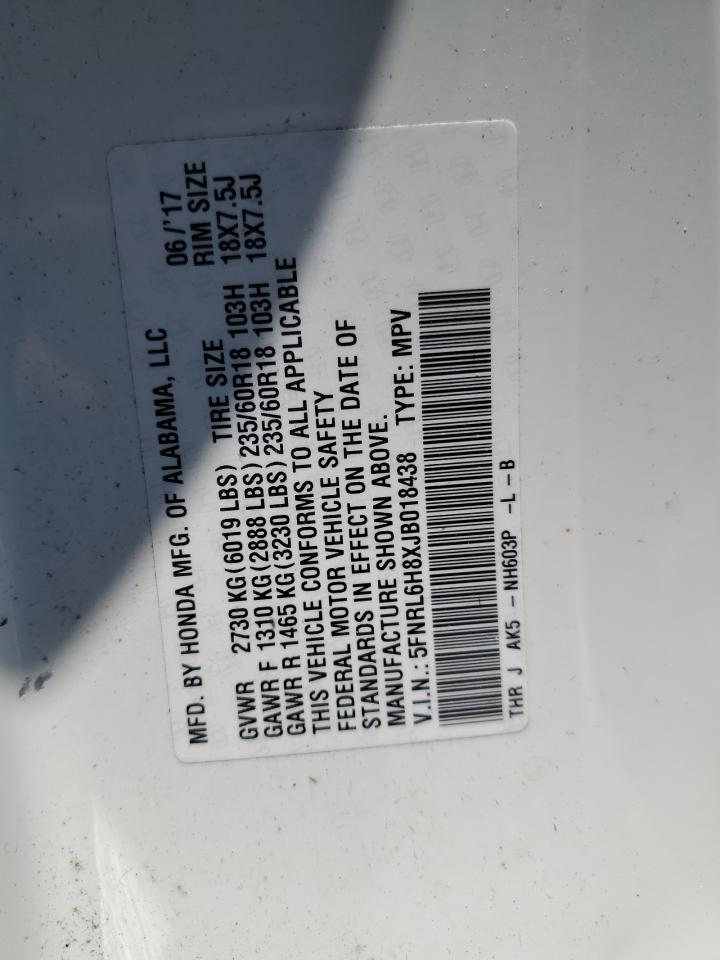 MFD. BY HONDA MFG. OF ALABAMA, LLC 06/'17
GVWR 2730 KG(6019 LBS) TIRE SIZE RIM SIZE
GAWR F 1310 KG(2888 LBS)235/60R18 103H 18X7.5J
GAWR R 1465 KG(3230 LBS)235/60R18 103H 18X7.5J
THIS VEHICLE CONFORMS TO ALL APPLICABLE
FEDERAL MOTOR VEHICLE SAFETY
STANDARDS IN EFFECT ON THE DATE OF
MANUFACTURE SHOWN ABOVE.
V.I.N.:5FNRL6H8XJB018438 TYPE: MPV
THR J AK5 - NH603P -L -B